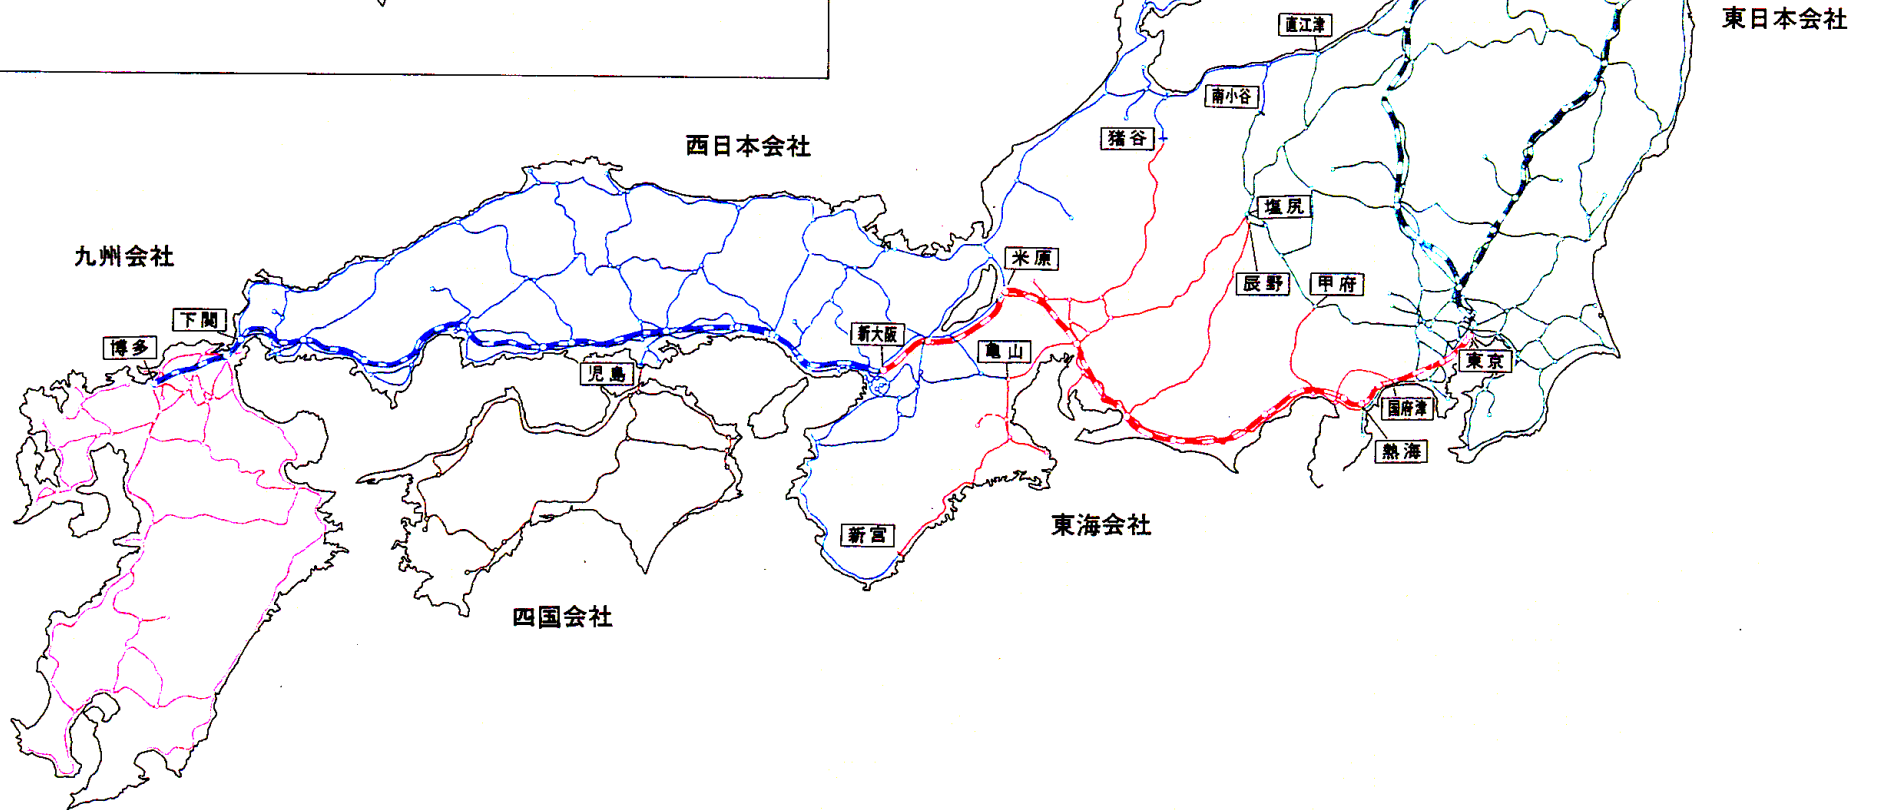 東日本会社
直江津
南小谷
猪谷
西日本会社
塩尻
九州会社
米原
辰野
甲府
下関
博多
新大阪
亀山
東京
児島
国府津
熱海
新宮
東海会社
四国会社